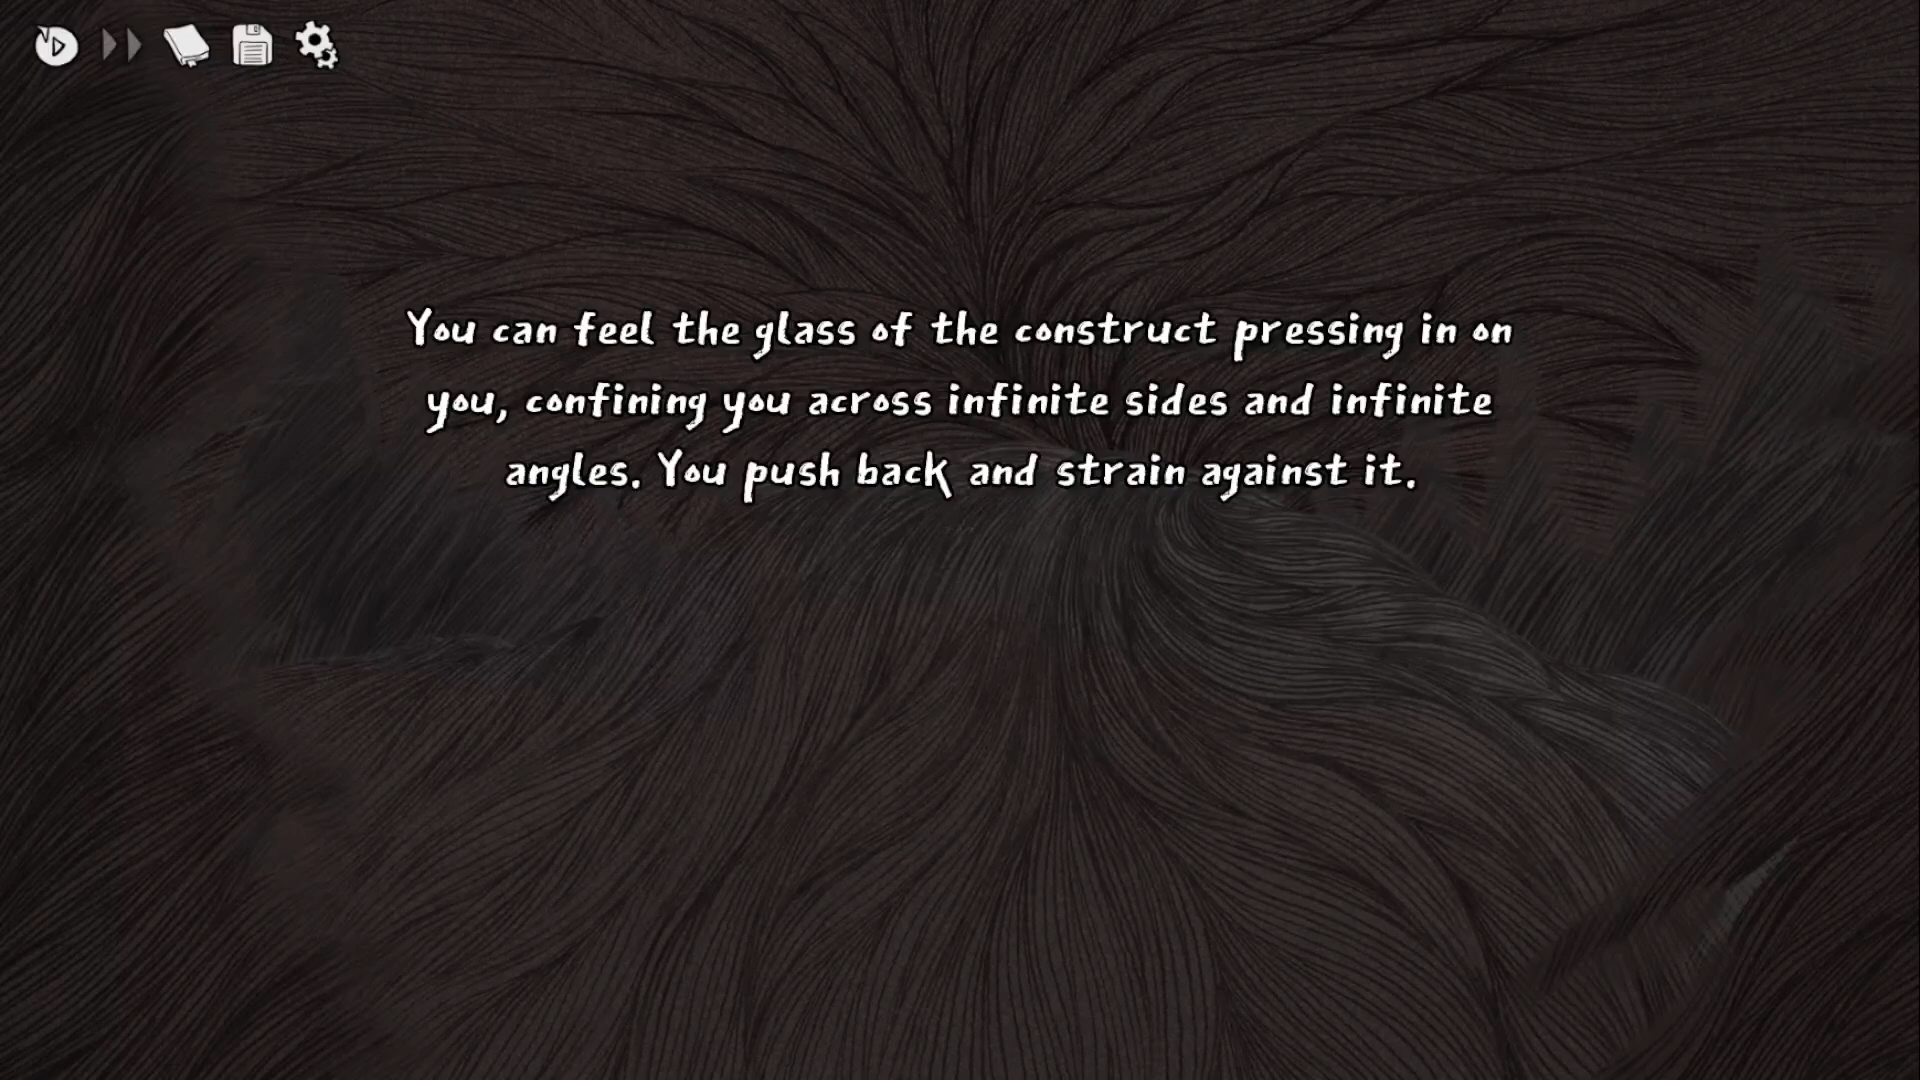 You can feel the glass of the construct pressing in on
you, confining you across infinite sides and infinite
angles. You push back and strain against it.